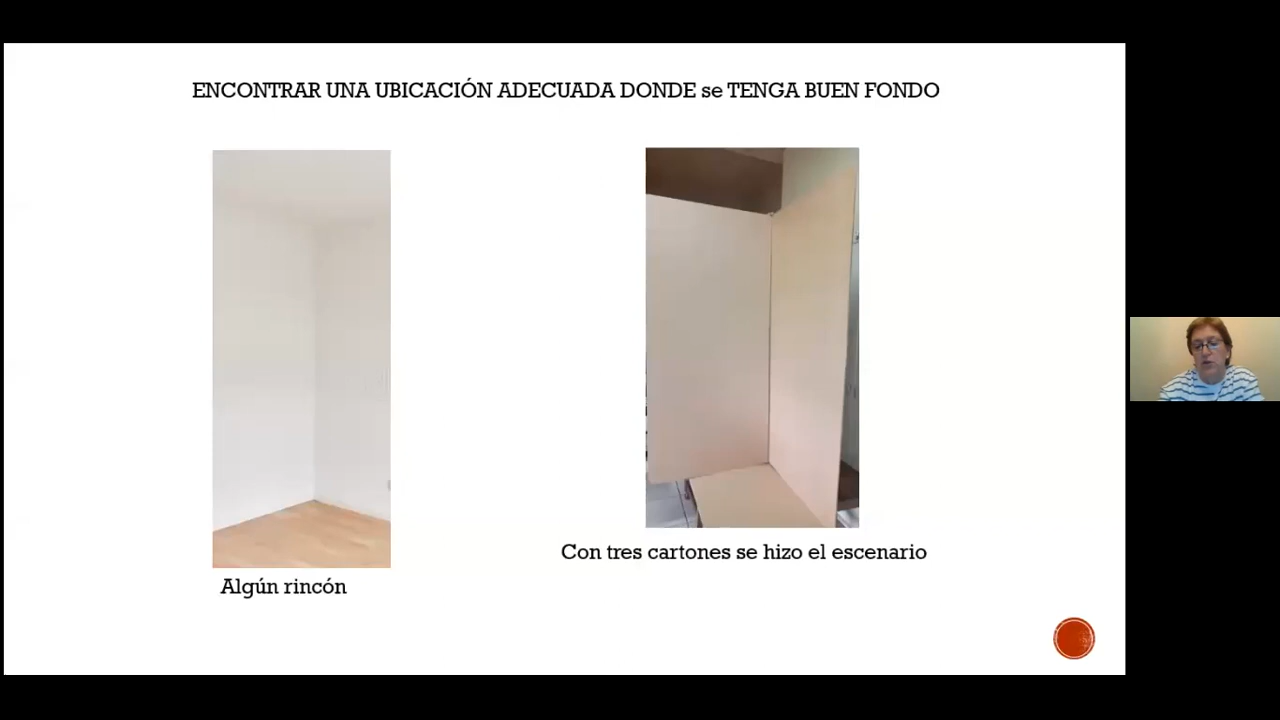 ENCONTRAR UNA UBICACIÓN ADECUADA DONDE se TENGA BUEN FONDO
Con tres cartones se hizo el escenario
Algún rincón